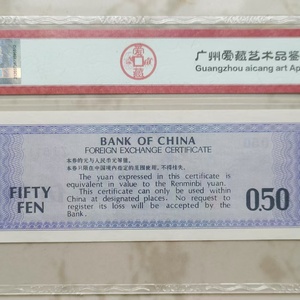 广州爱藏艺术品鉴
Guangzhou aicang art Ap
爱藏
BANK OF CHINA
FOREIGN EXCHANGE CERTIFICATE
本券的元与人民币元等值。
本券只限在中国境内指定的范围使用，不得挂失。
FIFTY
FEN
The yuan expressed in this certificate is
equivalent in value to the Renminbi yuan.
This certificate can only be used within
China at designated places. No request to
register its loss will be accepted by the
Bank.
0.50